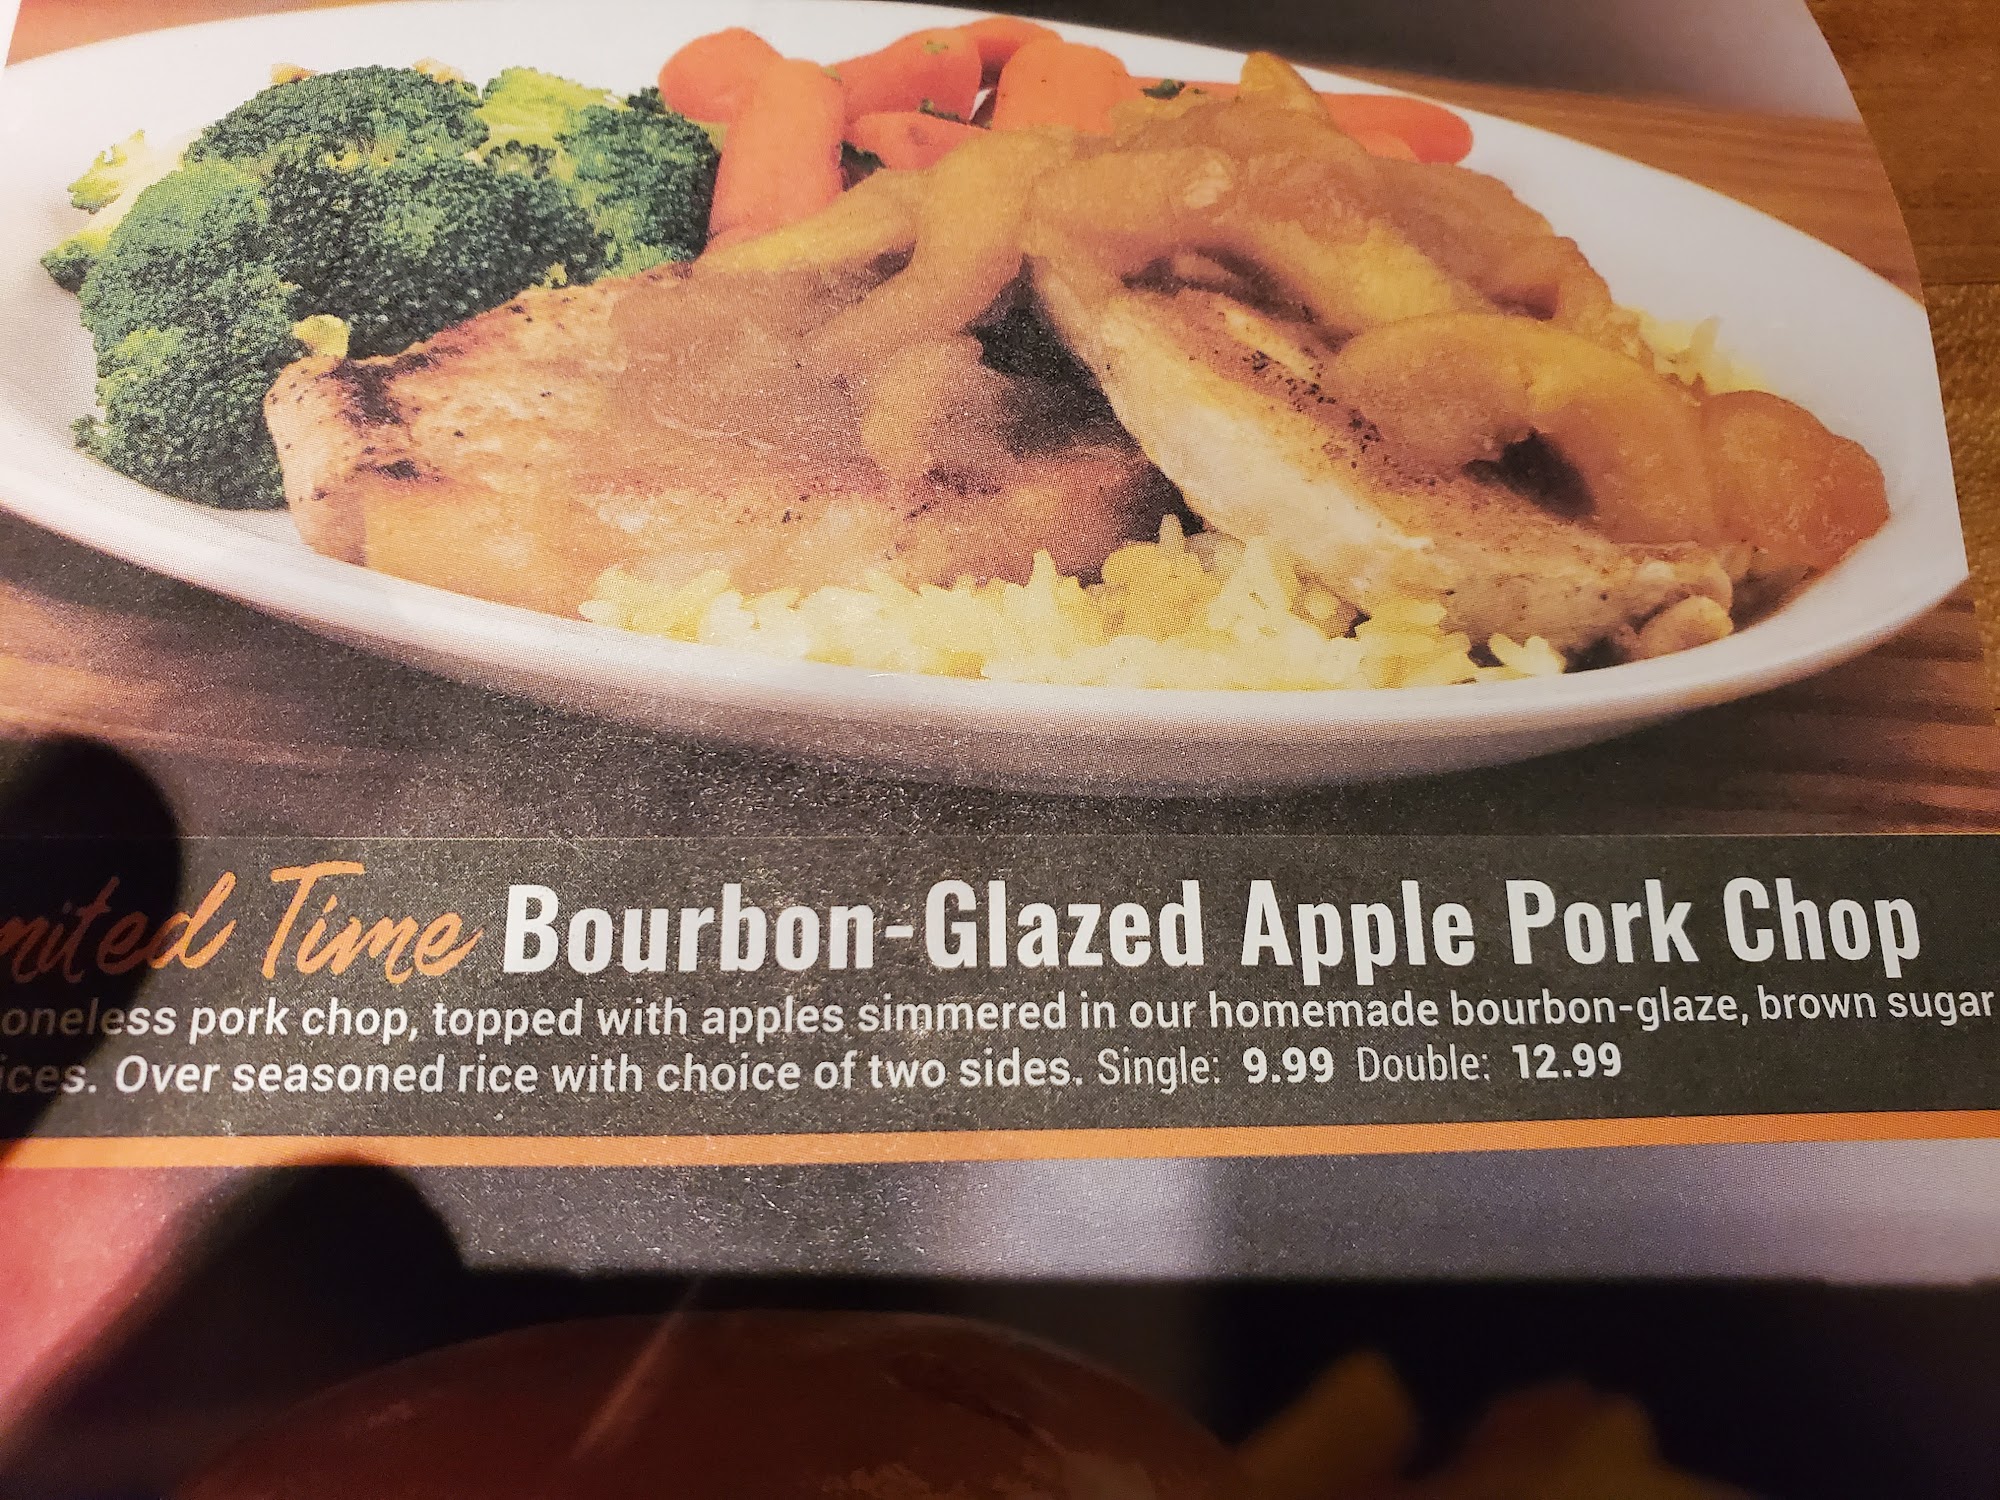 mited Time Bourbon-Glazed Apple Pork Chop
oneless pork chop, topped with apples simmered in our homemade bourbon-glaze, brown sugar
ices. Over seasoned rice with choice of two sides. Single: 9.99 Double: 12.99